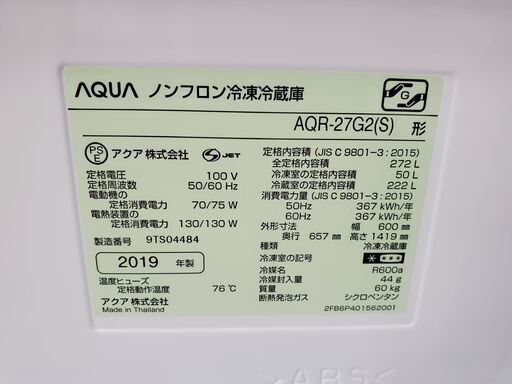 AQUA ノンフロン冷凍冷蔵庫
G
AQR-27G2(S) 形
PSE アクア株式会社 S JET
定格電圧 100 V
定格周波数 50/60 Hz
電動機の
定格消費電力 70/75 W
電熱装置の
定格消費電力 130/130 W
製造番号 9TS04484
2019 年製
温度ヒューズ
定格動作温度 76℃
アクア株式会社
Made in Thailand
定格内容積 (JIS C 9801-3 : 2015)
全定格内容積 272 L
冷凍室の定格内容積 50 L
冷蔵室の定格内容積 222 L
消費電力量 (JIS C 9801-3 : 2015)
50Hz 367 kWh/年
60Hz 367 kWh/年
外形寸法 幅 600 mm
奥行 657 mm 高さ 1419 mm
種類 冷凍冷蔵庫
冷凍室の記号 ****
冷媒名 R600a
冷媒封入量 44 g
質量 60 kg
断熱発泡ガス シクロペンタン
2FB6P401562001
>ABS<